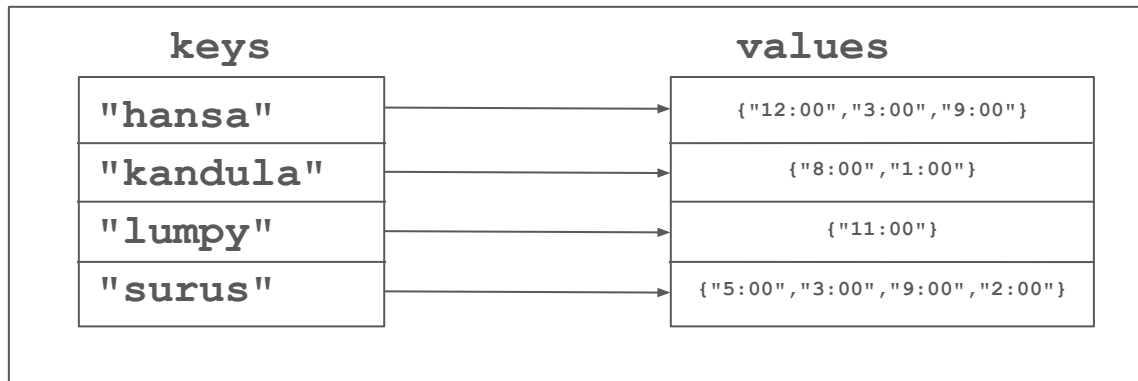 keys values
"hansa" {"12:00","3:00","9:00"}
"kandula" {"8:00","1:00"}
"lumpy" {"11:00"}
"surus" {"5:00","3:00","9:00","2:00"}